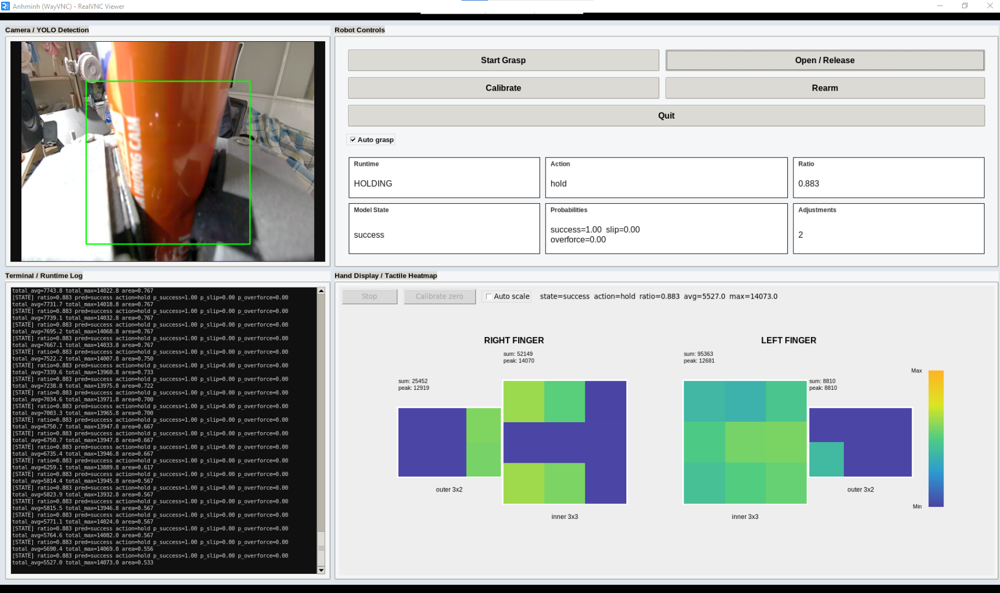 Anhminh (WayVNC) - RealVNC Viewer
Camera / YOLO Detection
HƯƠNG CAM
Robot Controls
Start Grasp
Open / Release
Calibrate
Rearm
Quit
Auto grasp
Runtime
HOLDING
Action
hold
Ratio
0.883
Model State
success
Probabilities
success=1.00 slip=0.00
overforce=0.00
Adjustments
2
Terminal / Runtime Log
total_avg=7743.8 total_max=14022.8 area=0.767
[STATE] ratio=0.883 pred=success action=hold p_success=1.00 p_slip=0.00 p_overforce=0.00
total_avg=7731.7 total_max=14018.8 area=0.767
[STATE] ratio=0.883 pred=success action=hold p_success=1.00 p_slip=0.00 p_overforce=0.00
total_avg=7739.1 total_max=14032.8 area=0.767
[STATE] ratio=0.883 pred=success action=hold p_success=1.00 p_slip=0.00 p_overforce=0.00
total_avg=7695.2 total_max=14068.8 area=0.767
[STATE] ratio=0.883 pred=success action=hold p_success=1.00 p_slip=0.00 p_overforce=0.00
total_avg=7667.1 total_max=14033.8 area=0.767
[STATE] ratio=0.883 pred=success action=hold p_success=1.00 p_slip=0.00 p_overforce=0.00
total_avg=7522.2 total_max=14007.8 area=0.750
[STATE] ratio=0.883 pred=success action=hold p_success=1.00 p_slip=0.00 p_overforce=0.00
total_avg=7339.6 total_max=13960.8 area=0.733
[STATE] ratio=0.883 pred=success action=hold p_success=1.00 p_slip=0.00 p_overforce=0.00
total_avg=7238.8 total_max=13975.8 area=0.722
[STATE] ratio=0.883 pred=success action=hold p_success=1.00 p_slip=0.00 p_overforce=0.00
total_avg=7034.6 total_max=13971.8 area=0.700
[STATE] ratio=0.883 pred=success action=hold p_success=1.00 p_slip=0.00 p_overforce=0.00
total_avg=7003.3 total_max=13965.8 area=0.700
[STATE] ratio=0.883 pred=success action=hold p_success=1.00 p_slip=0.00 p_overforce=0.00
total_avg=6750.7 total_max=13947.8 area=0.667
[STATE] ratio=0.883 pred=success action=hold p_success=1.00 p_slip=0.00 p_overforce=0.00
total_avg=6750.7 total_max=13947.8 area=0.667
[STATE] ratio=0.883 pred=success action=hold p_success=1.00 p_slip=0.00 p_overforce=0.00
total_avg=6735.4 total_max=13946.8 area=0.667
[STATE] ratio=0.883 pred=success action=hold p_success=1.00 p_slip=0.00 p_overforce=0.00
total_avg=6259.1 total_max=13889.8 area=0.617
[STATE] ratio=0.883 pred=success action=hold p_success=1.00 p_slip=0.00 p_overforce=0.00
total_avg=5814.4 total_max=13945.8 area=0.567
[STATE] ratio=0.883 pred=success action=hold p_success=1.00 p_slip=0.00 p_overforce=0.00
total_avg=5823.9 total_max=13932.8 area=0.567
[STATE] ratio=0.883 pred=success action=hold p_success=1.00 p_slip=0.00 p_overforce=0.00
total_avg=5815.5 total_max=13946.8 area=0.567
[STATE] ratio=0.883 pred=success action=hold p_success=1.00 p_slip=0.00 p_overforce=0.00
total_avg=5771.1 total_max=14024.0 area=0.567
[STATE] ratio=0.883 pred=success action=hold p_success=1.00 p_slip=0.00 p_overforce=0.00
total_avg=5764.6 total_max=14082.0 area=0.567
[STATE] ratio=0.883 pred=success action=hold p_success=1.00 p_slip=0.00 p_overforce=0.00
total_avg=5690.4 total_max=14069.0 area=0.556
[STATE] ratio=0.883 pred=success action=hold p_success=1.00 p_slip=0.00 p_overforce=0.00
total_avg=5527.0 total_max=14073.0 area=0.533
Hand Display / Tactile Heatmap
Stop
Calibrate zero
Auto scale
state=success action=hold ratio=0.883 avg=5527.0 max=14073.0
RIGHT FINGER
sum: 52149
peak: 14070
sum: 25452
peak: 12919
outer 3x2
inner 3x3
LEFT FINGER
sum: 95363
peak: 12681
sum: 8810
peak: 8810
inner 3x3
outer 3x2
Max
Min